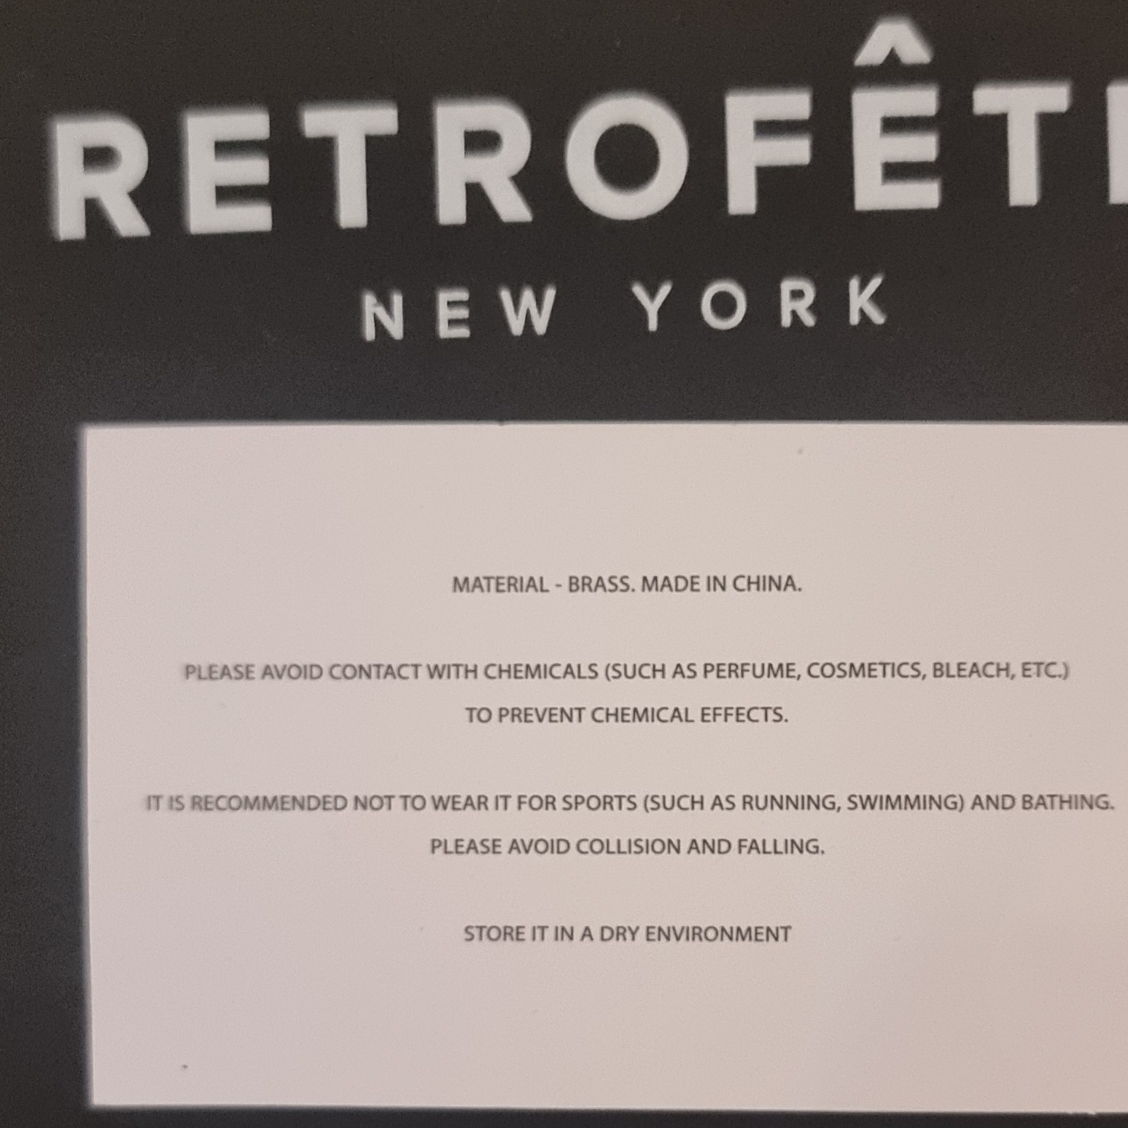 RETROFÊTE
NEW YORK
MATERIAL - BRASS. MADE IN CHINA.
PLEASE AVOID CONTACT WITH CHEMICALS (SUCH AS PERFUME, COSMETICS, BLEACH, ETC.)
TO PREVENT CHEMICAL EFFECTS.
IT IS RECOMMENDED NOT TO WEAR IT FOR SPORTS (SUCH AS RUNNING, SWIMMING) AND BATHING.
PLEASE AVOID COLLISION AND FALLING.
STORE IT IN A DRY ENVIRONMENT